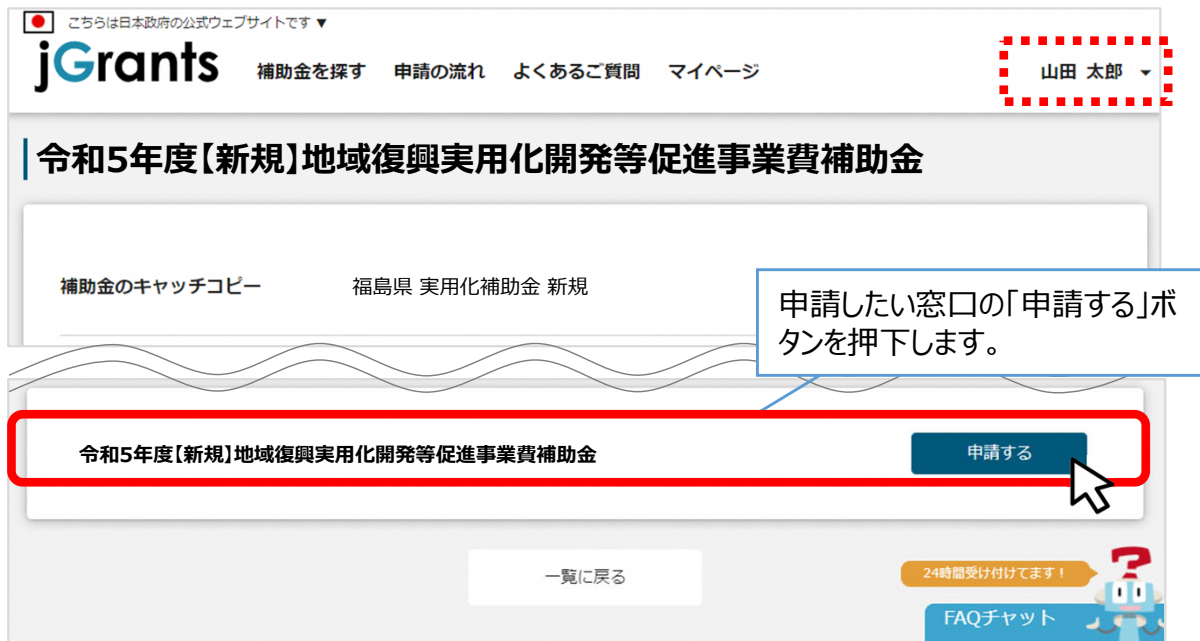 こちらは日本政府の公式ウェブサイトです ▼
jGrants 補助金を探す 申請の流れ よくあるご質問 マイページ 山田 太郎
令和5年度【新規】地域復興実用化開発等促進事業費補助金
補助金のキャッチコピー 福島県 実用化補助金 新規
申請したい窓口の「申請する」ボ
タンを押下します。
令和5年度【新規】地域復興実用化開発等促進事業費補助金 申請する
一覧に戻る
24時間受け付けてます！
FAQチャット